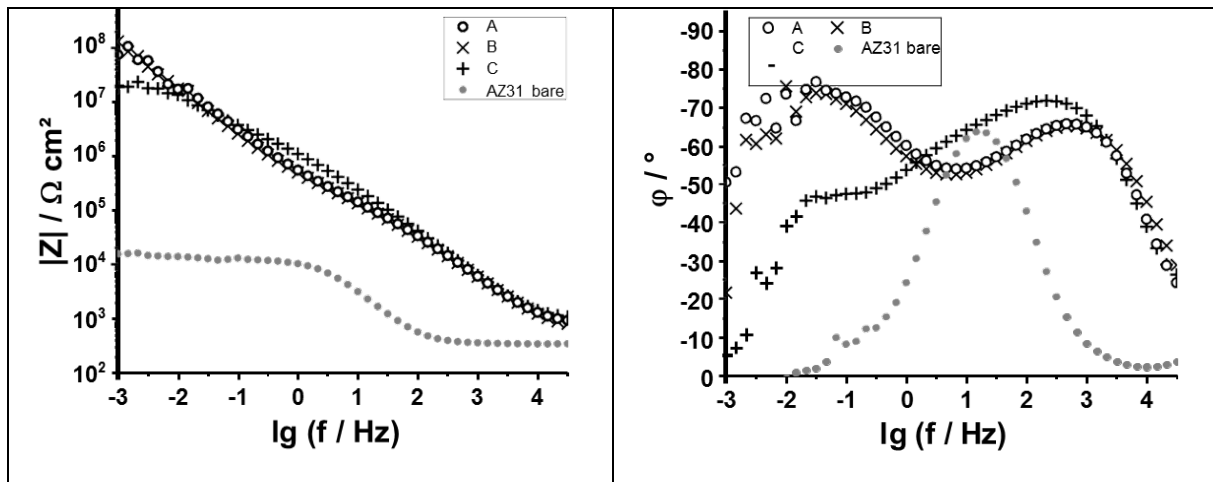 A
B
C
AZ31 bare
|Z| / Ω cm²
10⁸
10⁷
10⁶
10⁵
10⁴
10³
10²
-3 -2 -1 0 1 2 3 4
lg (f / Hz)
A B
C AZ31 bare
-
φ / °
-90
-80
-70
-60
-50
-40
-30
-20
-10
0
-3 -2 -1 0 1 2 3 4
lg (f / Hz)